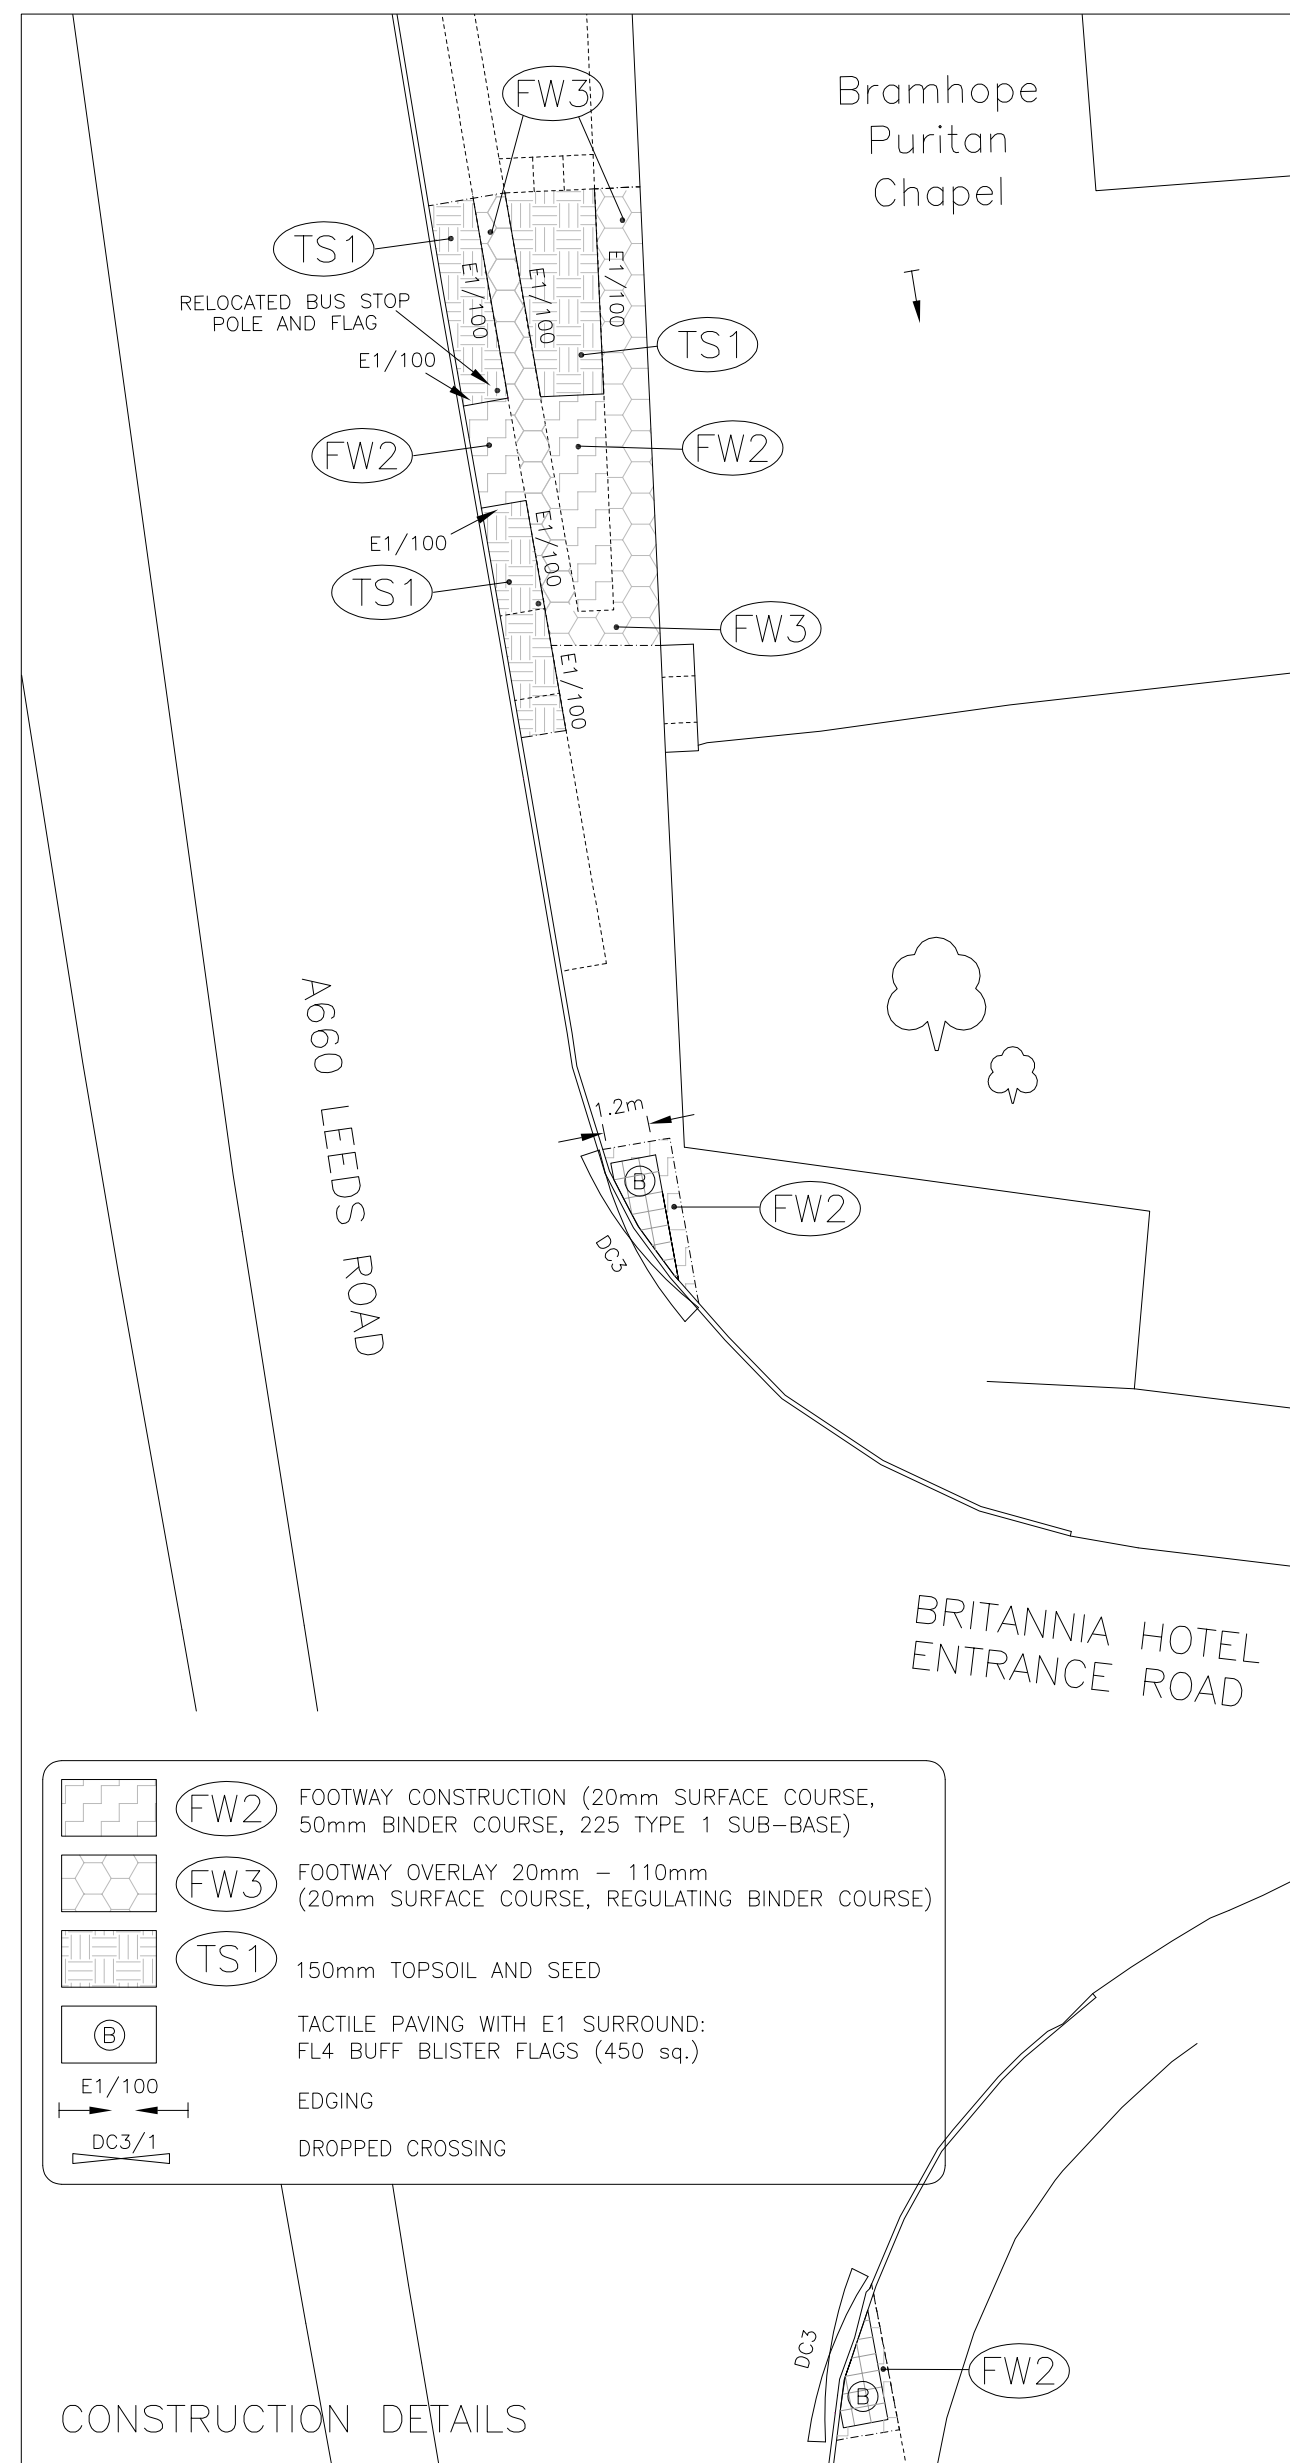 FW3
Bramhope
Puritan
Chapel
TS1
E1/100
E1/100
E1/100
RELOCATED BUS STOP
POLE AND FLAG
E1/100
TS1
FW2
FW2
E1/100
E1/100
TS1
FW3
E1/100
A660 LEEDS ROAD
1.2m
B
FW2
DC3
BRITANNIA HOTEL
ENTRANCE ROAD
FW2 FOOTWAY CONSTRUCTION (20mm SURFACE COURSE,
50mm BINDER COURSE, 225 TYPE 1 SUB-BASE)
FW3 FOOTWAY OVERLAY 20mm - 110mm
(20mm SURFACE COURSE, REGULATING BINDER COURSE)
TS1 150mm TOPSOIL AND SEED
B TACTILE PAVING WITH E1 SURROUND:
FL4 BUFF BLISTER FLAGS (450 sq.)
E1/100 EDGING
DC3/1 DROPPED CROSSING
DC3
FW2
B
CONSTRUCTION DETAILS